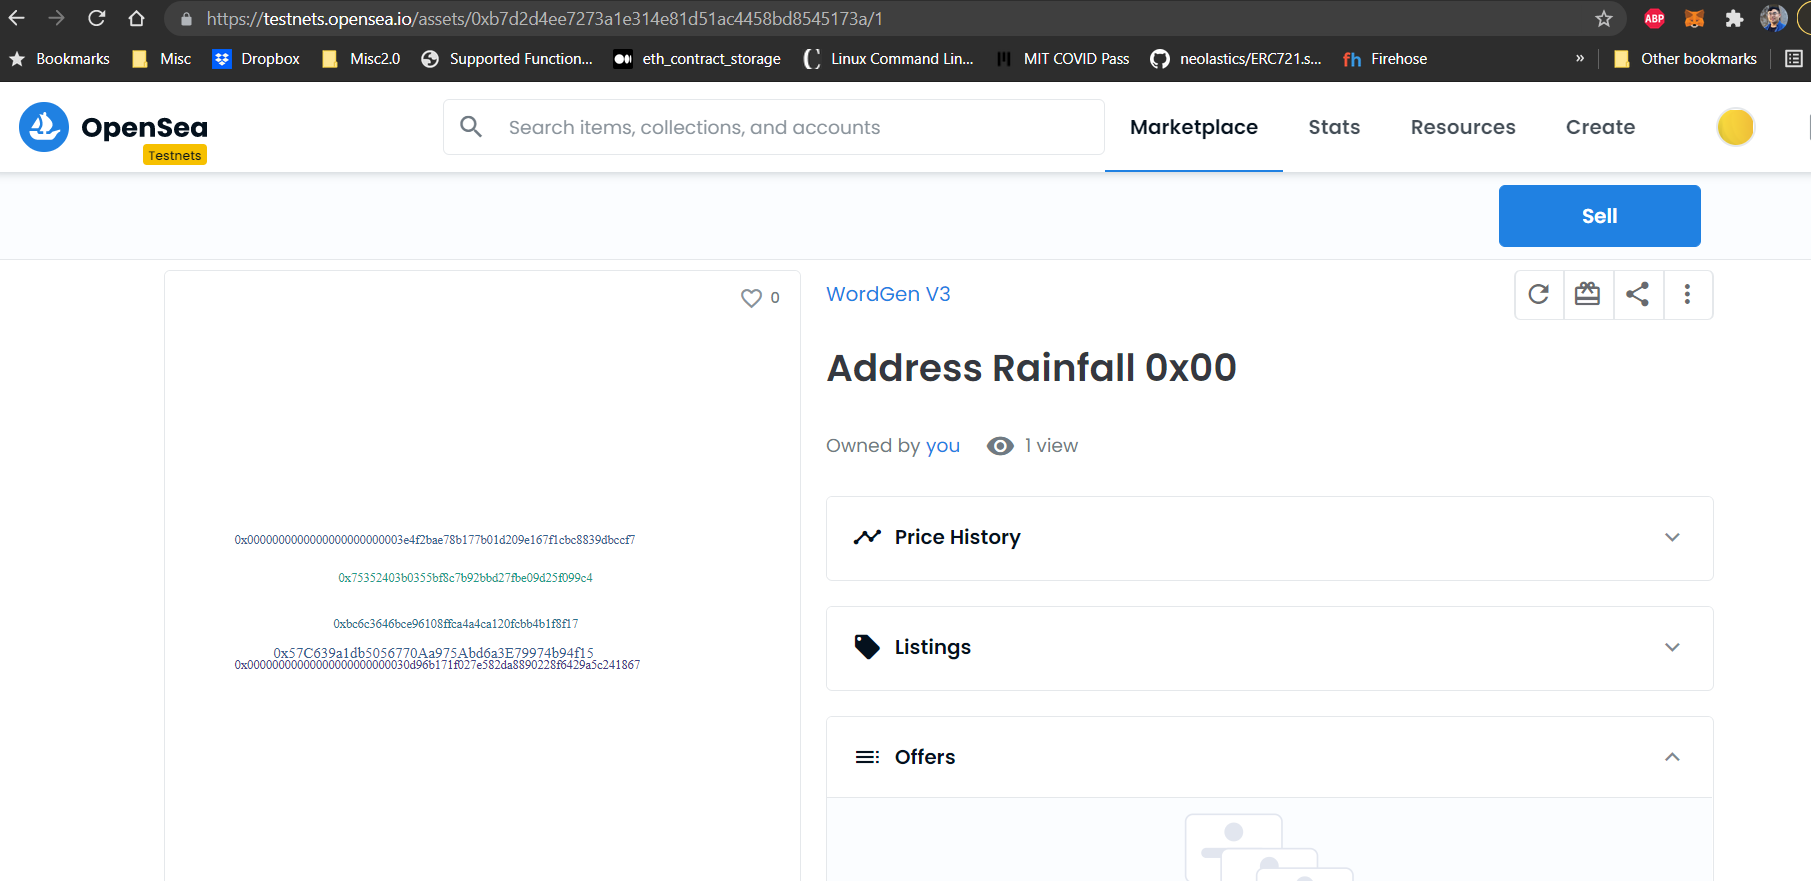 https://testnets.opensea.io/assets/0xb7d2d4ee7273a1e314e81d51ac4458bd8545173a/1
ABP
Bookmarks Misc Dropbox Misc2.0 Supported Function... eth_contract_storage Linux Command Lin... MIT COVID Pass neolastics/ERC721.s... fh Firehose » Other bookmarks
OpenSea
Testnets
Search items, collections, and accounts
Marketplace Stats Resources Create
Sell
0
WordGen V3
Address Rainfall 0x00
Owned by you 1 view
Price History
Listings
Offers
0x75352403b0355bf8c7b92bbd27fbe09d25f099c4
0xbc6c3646bce96108ffca4a4ca120fcbb4b1f8f17
0x57C639a1db5056770Aa975Abd6a3E79974b94f15